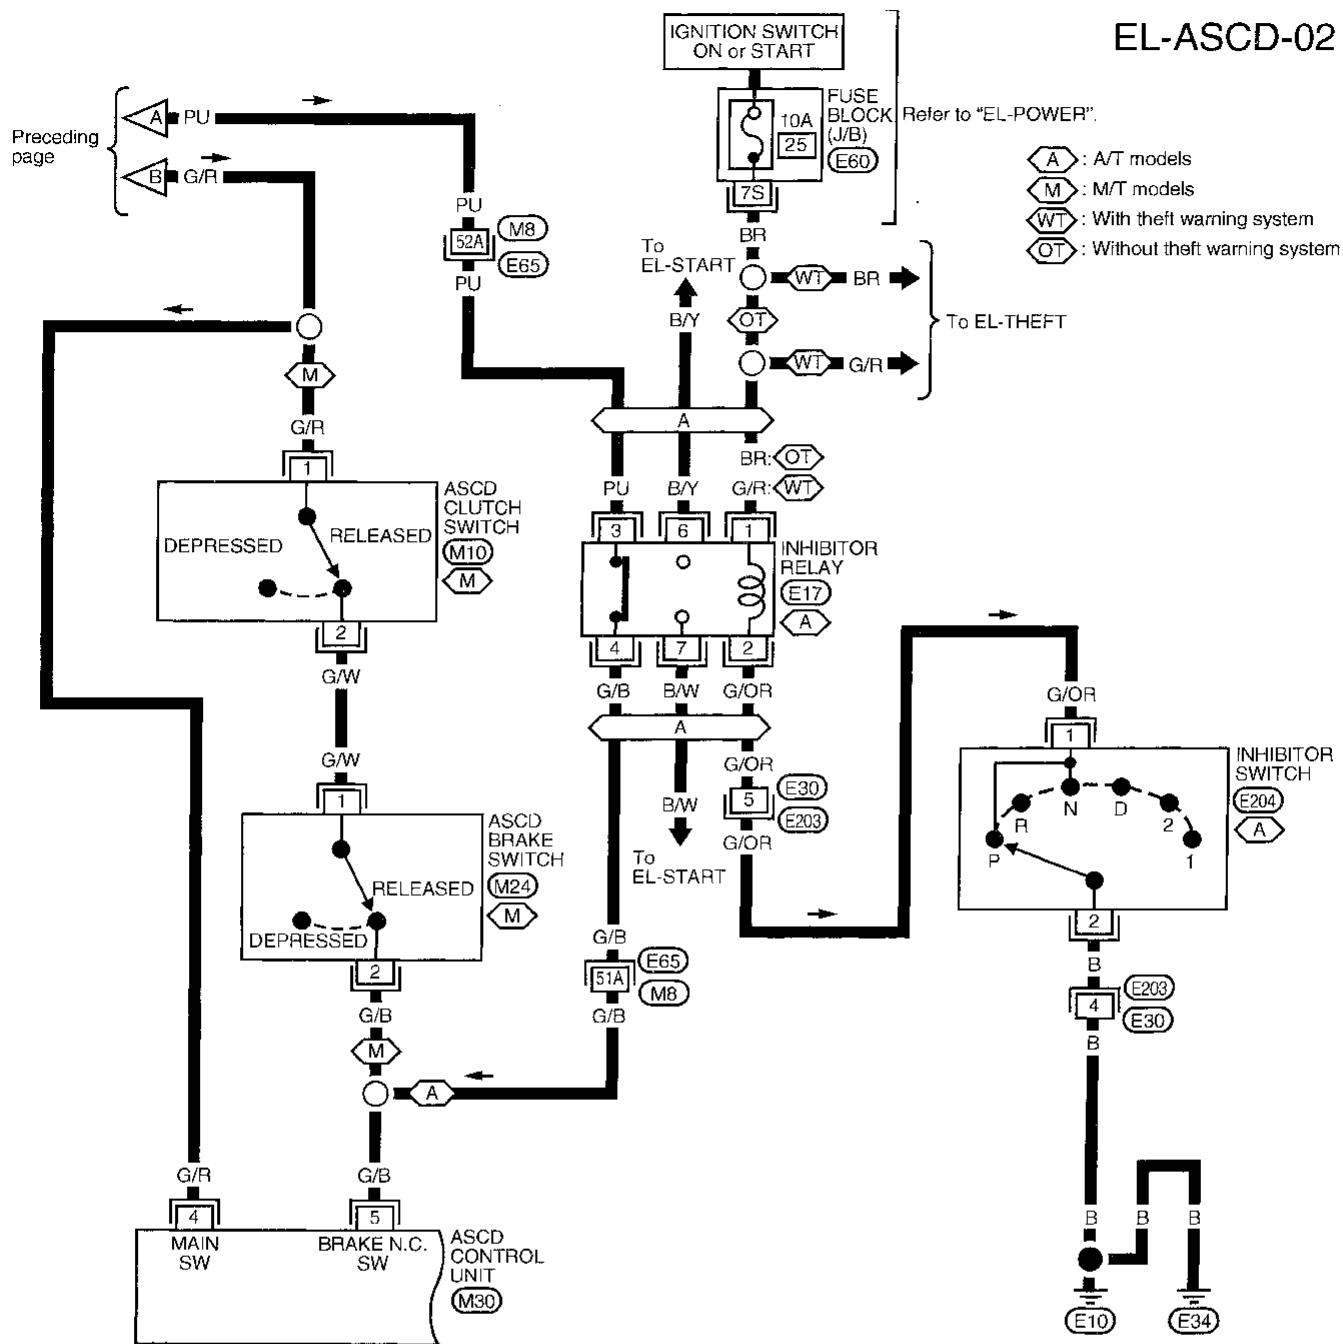 EL-ASCD-02
IGNITION SWITCH
ON or START
FUSE
BLOCK
(J/B)
E60
10A
25
7S
Refer to "EL-POWER".
A : A/T models
M : M/T models
WT : With theft warning system
OT : Without theft warning system
Preceding
page
A PU
B G/R
PU
52A
M8
E65
PU
BR
To
EL-START
B/Y
WT BR
OT
WT G/R
To EL-THEFT
M
G/R
A
BR: OT
G/R: WT
PU
B/Y
1
ASCD
CLUTCH
SWITCH
M10
M
DEPRESSED
RELEASED
2
G/W
3
6
1
INHIBITOR
RELAY
E17
A
4
7
2
G/B
B/W
G/OR
A
G/OR
5
E30
E203
G/OR
B/W
To
EL-START
G/OR
1
INHIBITOR
SWITCH
E204
A
P
R
N
D
2
1
2
B
4
E203
E30
B
G/W
1
ASCD
BRAKE
SWITCH
M24
M
RELEASED
DEPRESSED
2
G/B
M
G/B
51A
E65
M8
G/B
A
G/R
G/B
4
5
MAIN
SW
BRAKE N.C.
SW
ASCD
CONTROL
UNIT
M30
B
B
B
E10
E34